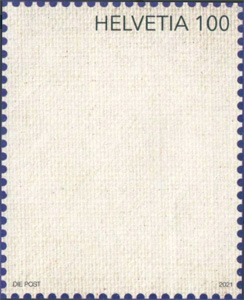 HELVETIA 100
DIE POST 2021